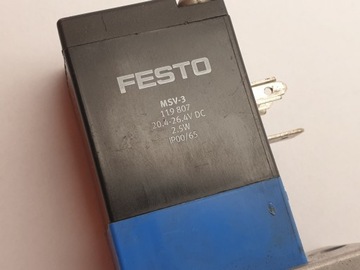 FESTO
MSV-3
119 807
20.4-26.4V DC
2.5W
IP00/65